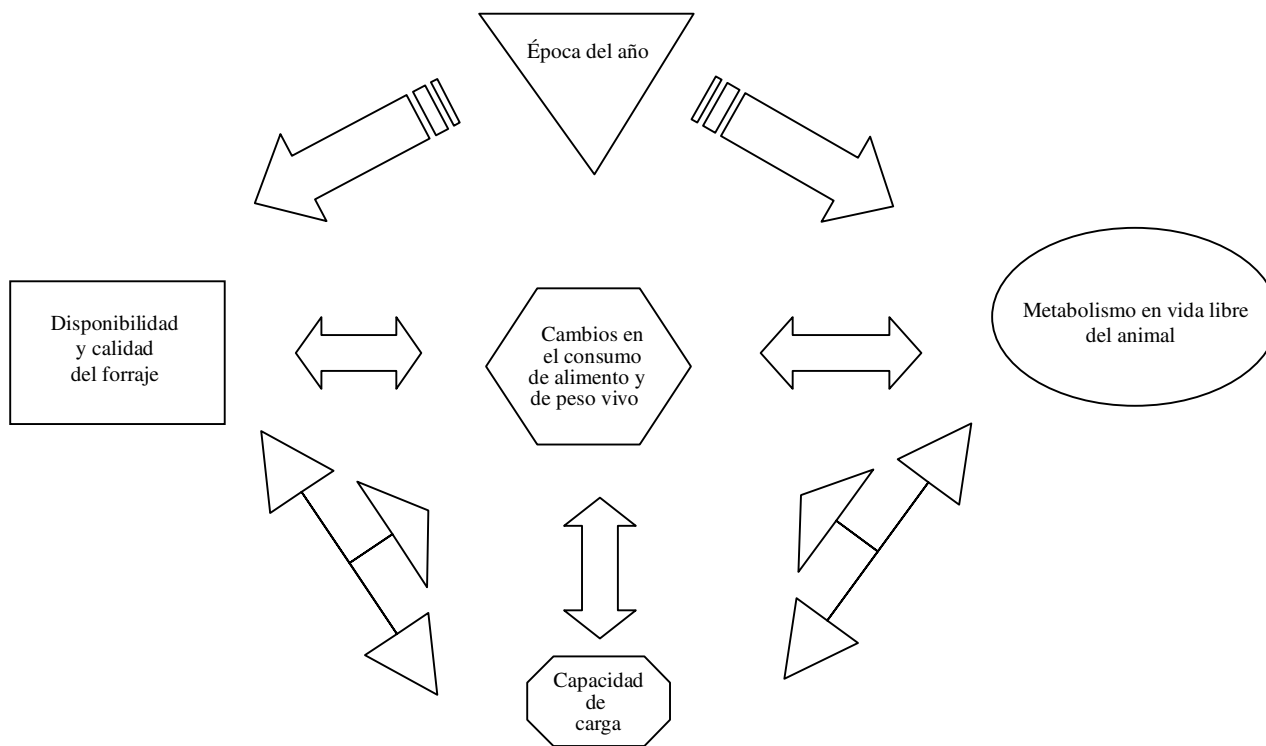 Época del año
Disponibilidad
y calidad
del forraje
Cambios en
el consumo
de alimento y
de peso vivo
Metabolismo en vida libre
del animal
Capacidad
de
carga